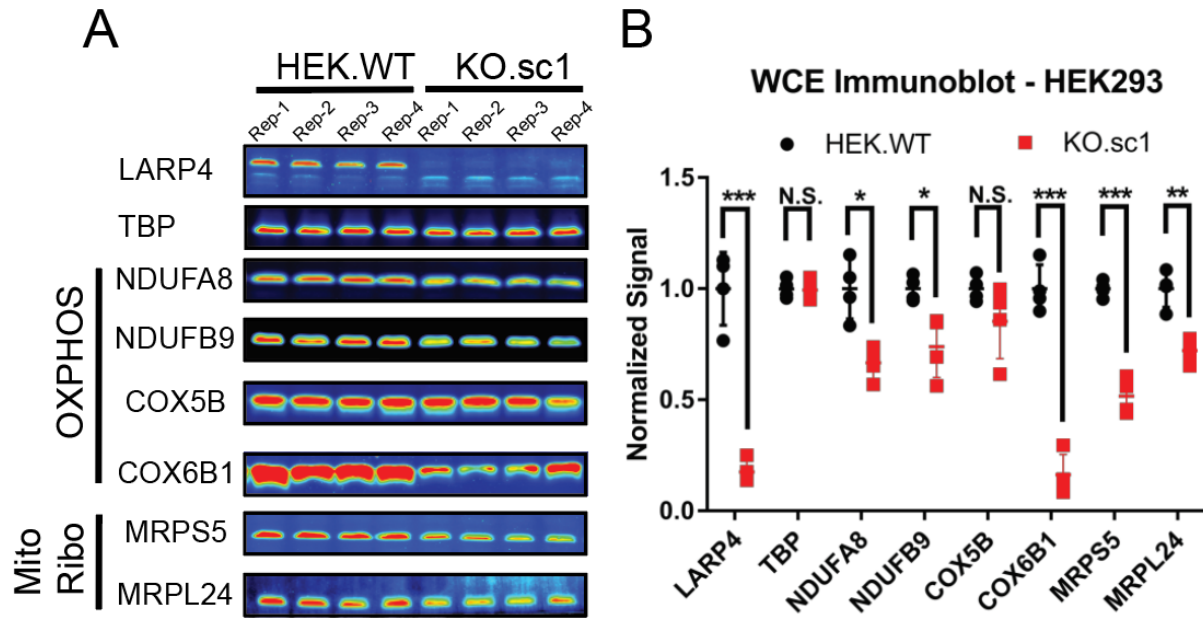 A
HEK.WT KO.sc1
Rep-1 Rep-2 Rep-3 Rep-4 Rep-1 Rep-2 Rep-3 Rep-4
LARP4
TBP
OXPHOS
NDUFA8
NDUFB9
COX5B
COX6B1
Mito
Ribo
MRPS5
MRPL24
B
WCE Immunoblot - HEK293
HEK.WT KO.sc1
Normalized Signal
1.5
1.0
0.5
0.0
*** N.S. * * N.S. *** *** **
LARP4 TBP NDUFA8 NDUFB9 COX5B COX6B1 MRPS5 MRPL24